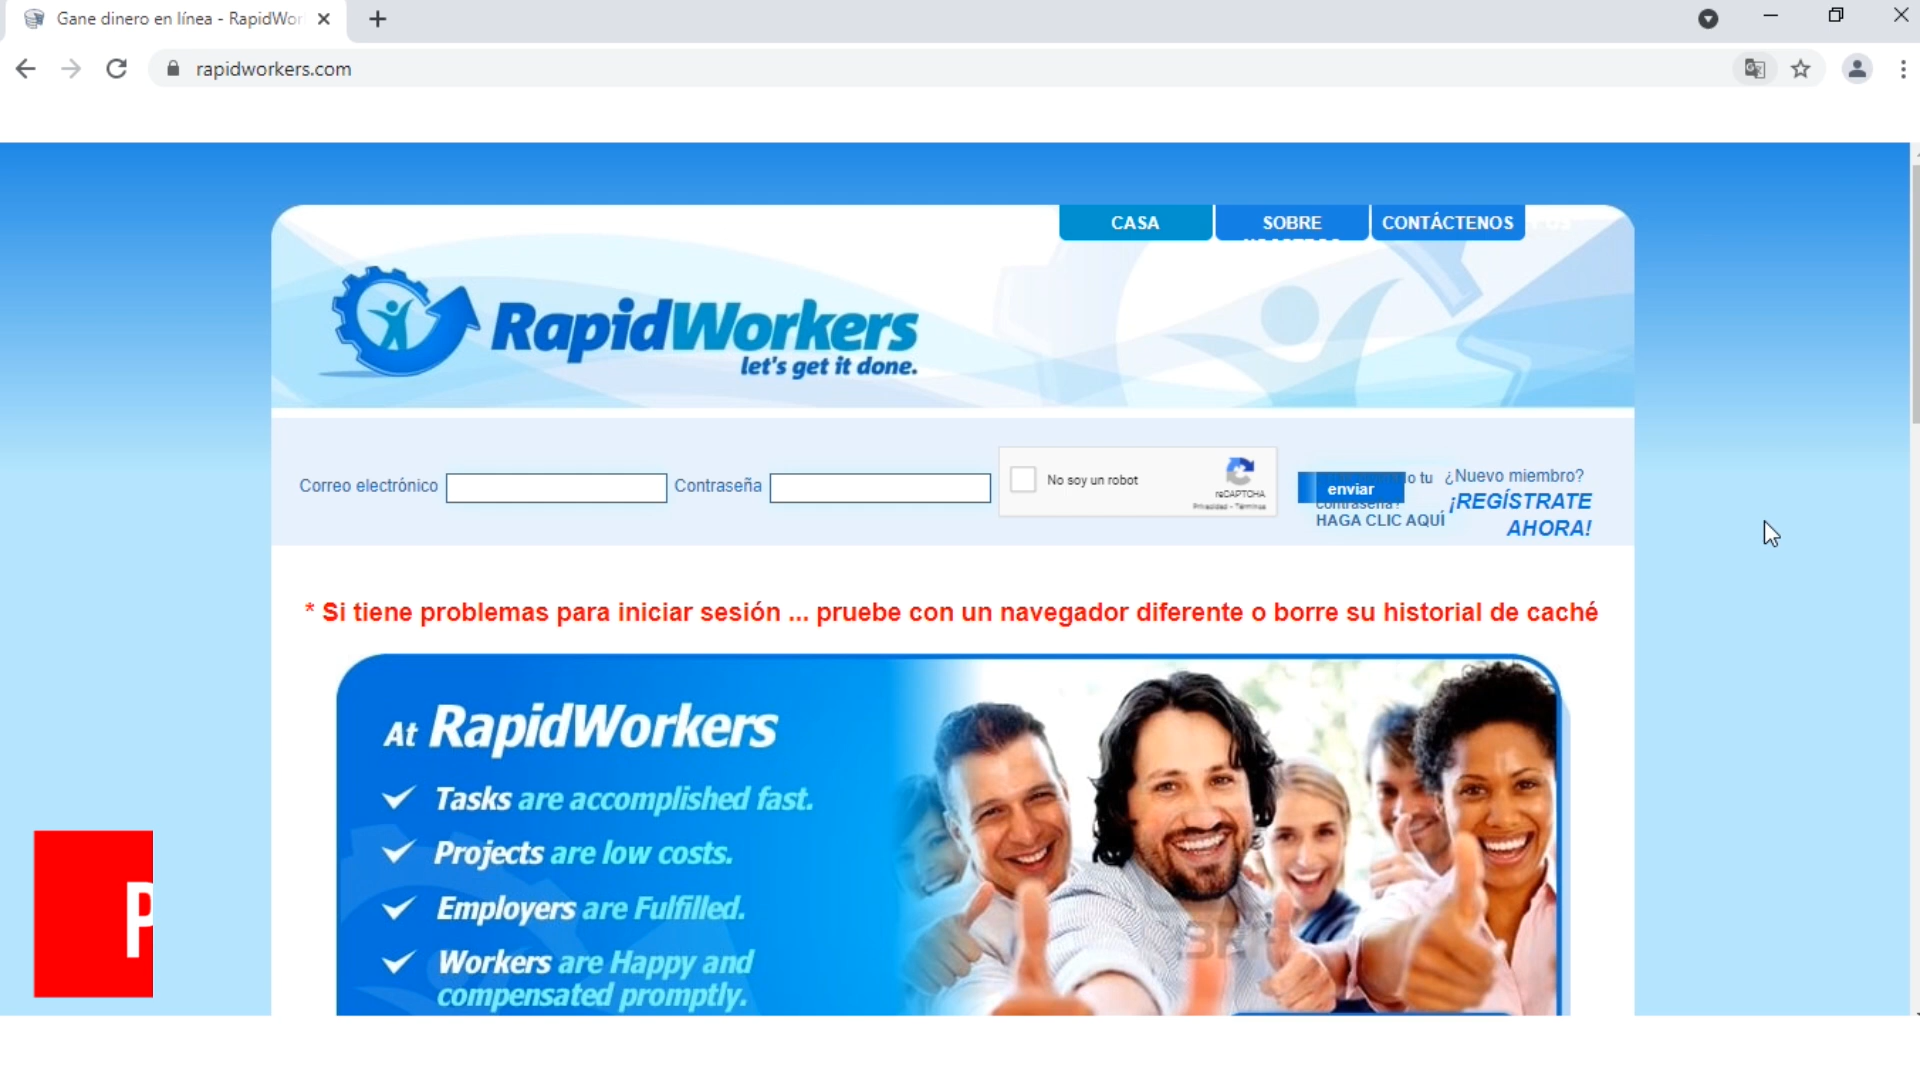 Gane dinero en línea - RapidWor
rapidworkers.com
CASA
SOBRE
CONTÁCTENOS
RapidWorkers
let's get it done.
Correo electrónico
Contraseña
No soy un robot
reCAPTCHA
Privacidad - Términos
enviar
o tu
contraseña?
HAGA CLIC AQUÍ
¿Nuevo miembro?
¡REGÍSTRATE
AHORA!
* Si tiene problemas para iniciar sesión ... pruebe con un navegador diferente o borre su historial de caché
At RapidWorkers
Tasks are accomplished fast.
Projects are low costs.
Employers are Fulfilled.
Workers are Happy and
compensated promptly.
P